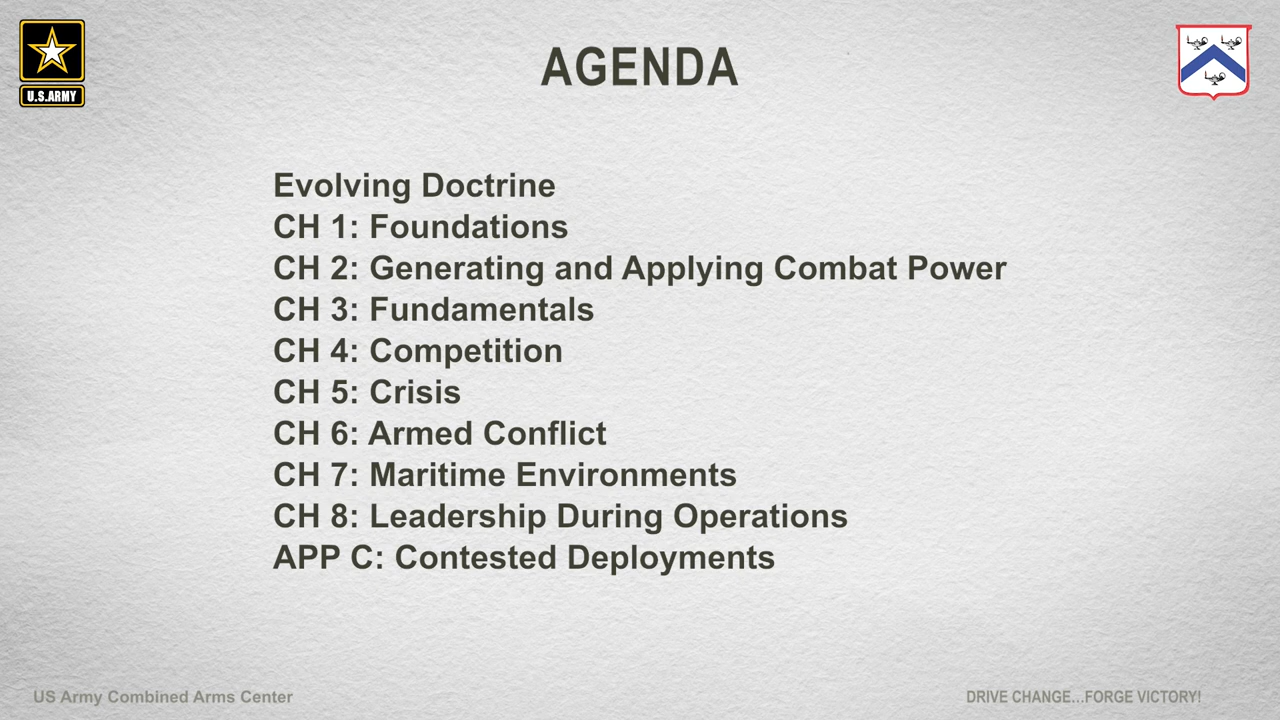 AGENDA
U.S.ARMY
Evolving Doctrine
CH 1: Foundations
CH 2: Generating and Applying Combat Power
CH 3: Fundamentals
CH 4: Competition
CH 5: Crisis
CH 6: Armed Conflict
CH 7: Maritime Environments
CH 8: Leadership During Operations
APP C: Contested Deployments
US Army Combined Arms Center
DRIVE CHANGE...FORGE VICTORY!